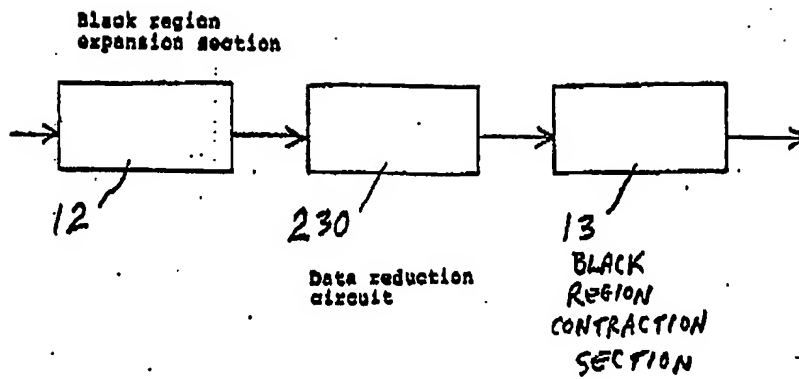 Black region
expansion section
12
230
13
Data reduction
circuit
BLACK
REGION
CONTRACTION
SECTION